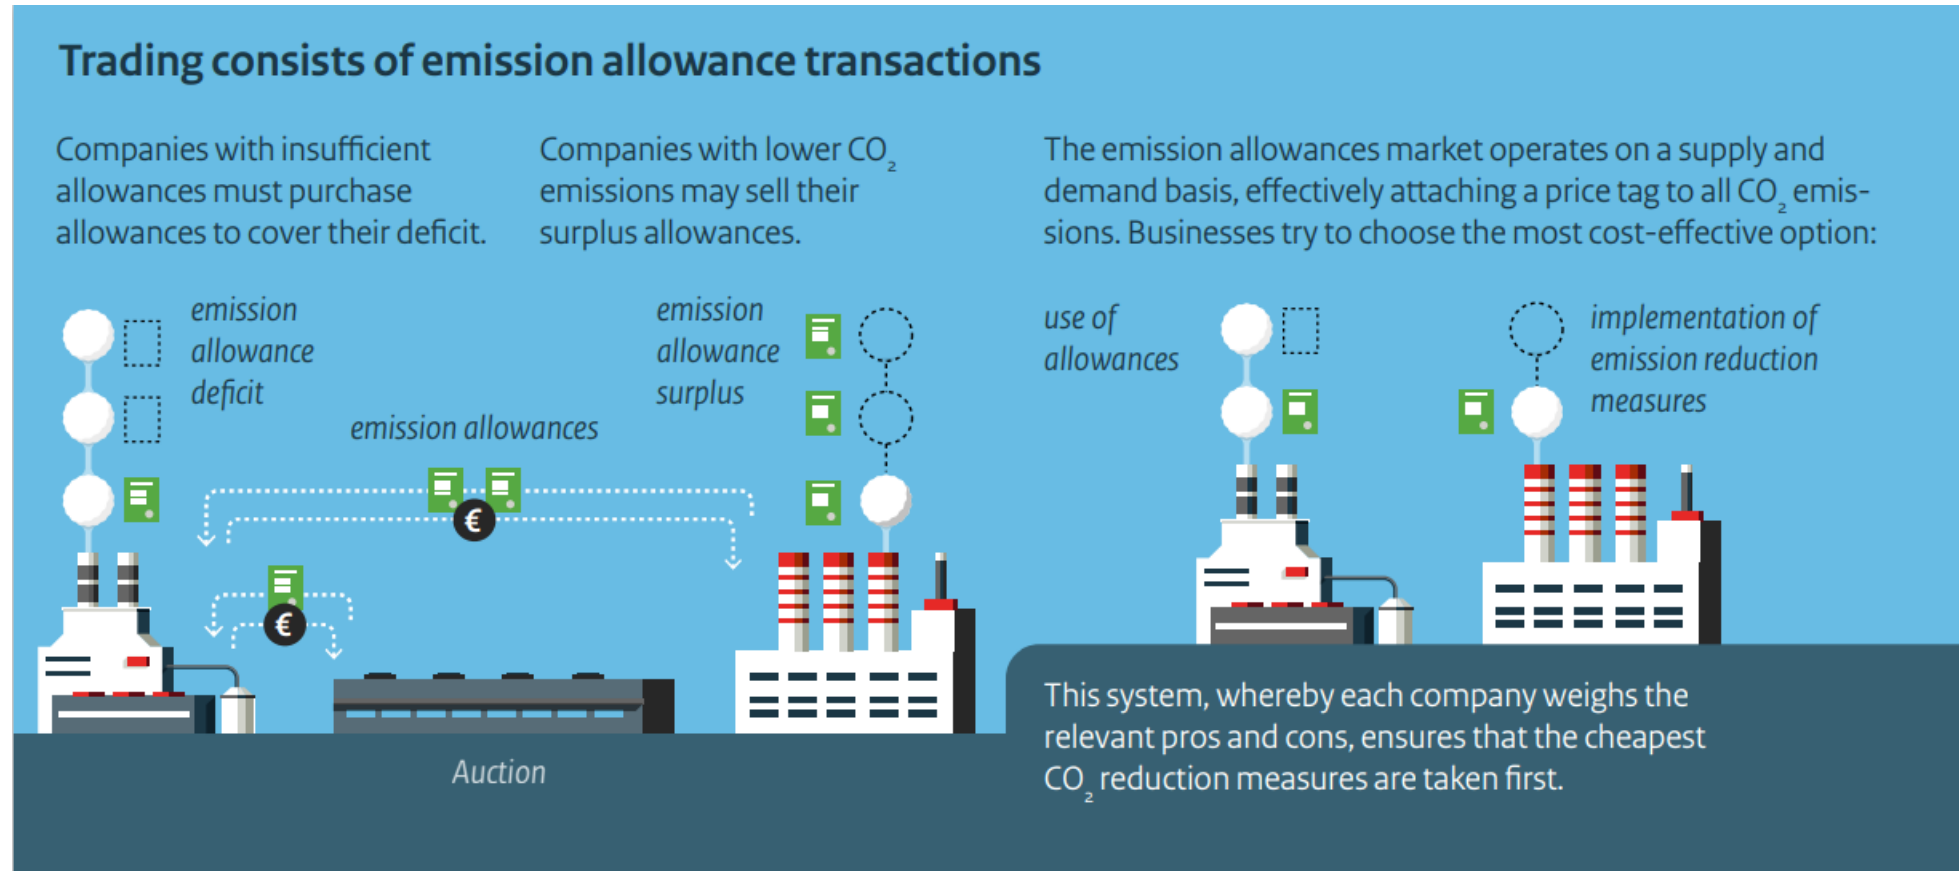 Trading consists of emission allowance transactions
Companies with insufficient
allowances must purchase
allowances to cover their deficit.
Companies with lower CO₂
emissions may sell their
surplus allowances.
The emission allowances market operates on a supply and
demand basis, effectively attaching a price tag to all CO₂ emis-
sions. Businesses try to choose the most cost-effective option:
emission
allowance
deficit
emission allowances
emission
allowance
surplus
€
€
Auction
use of
allowances
implementation of
emission reduction
measures
This system, whereby each company weighs the
relevant pros and cons, ensures that the cheapest
CO₂ reduction measures are taken first.